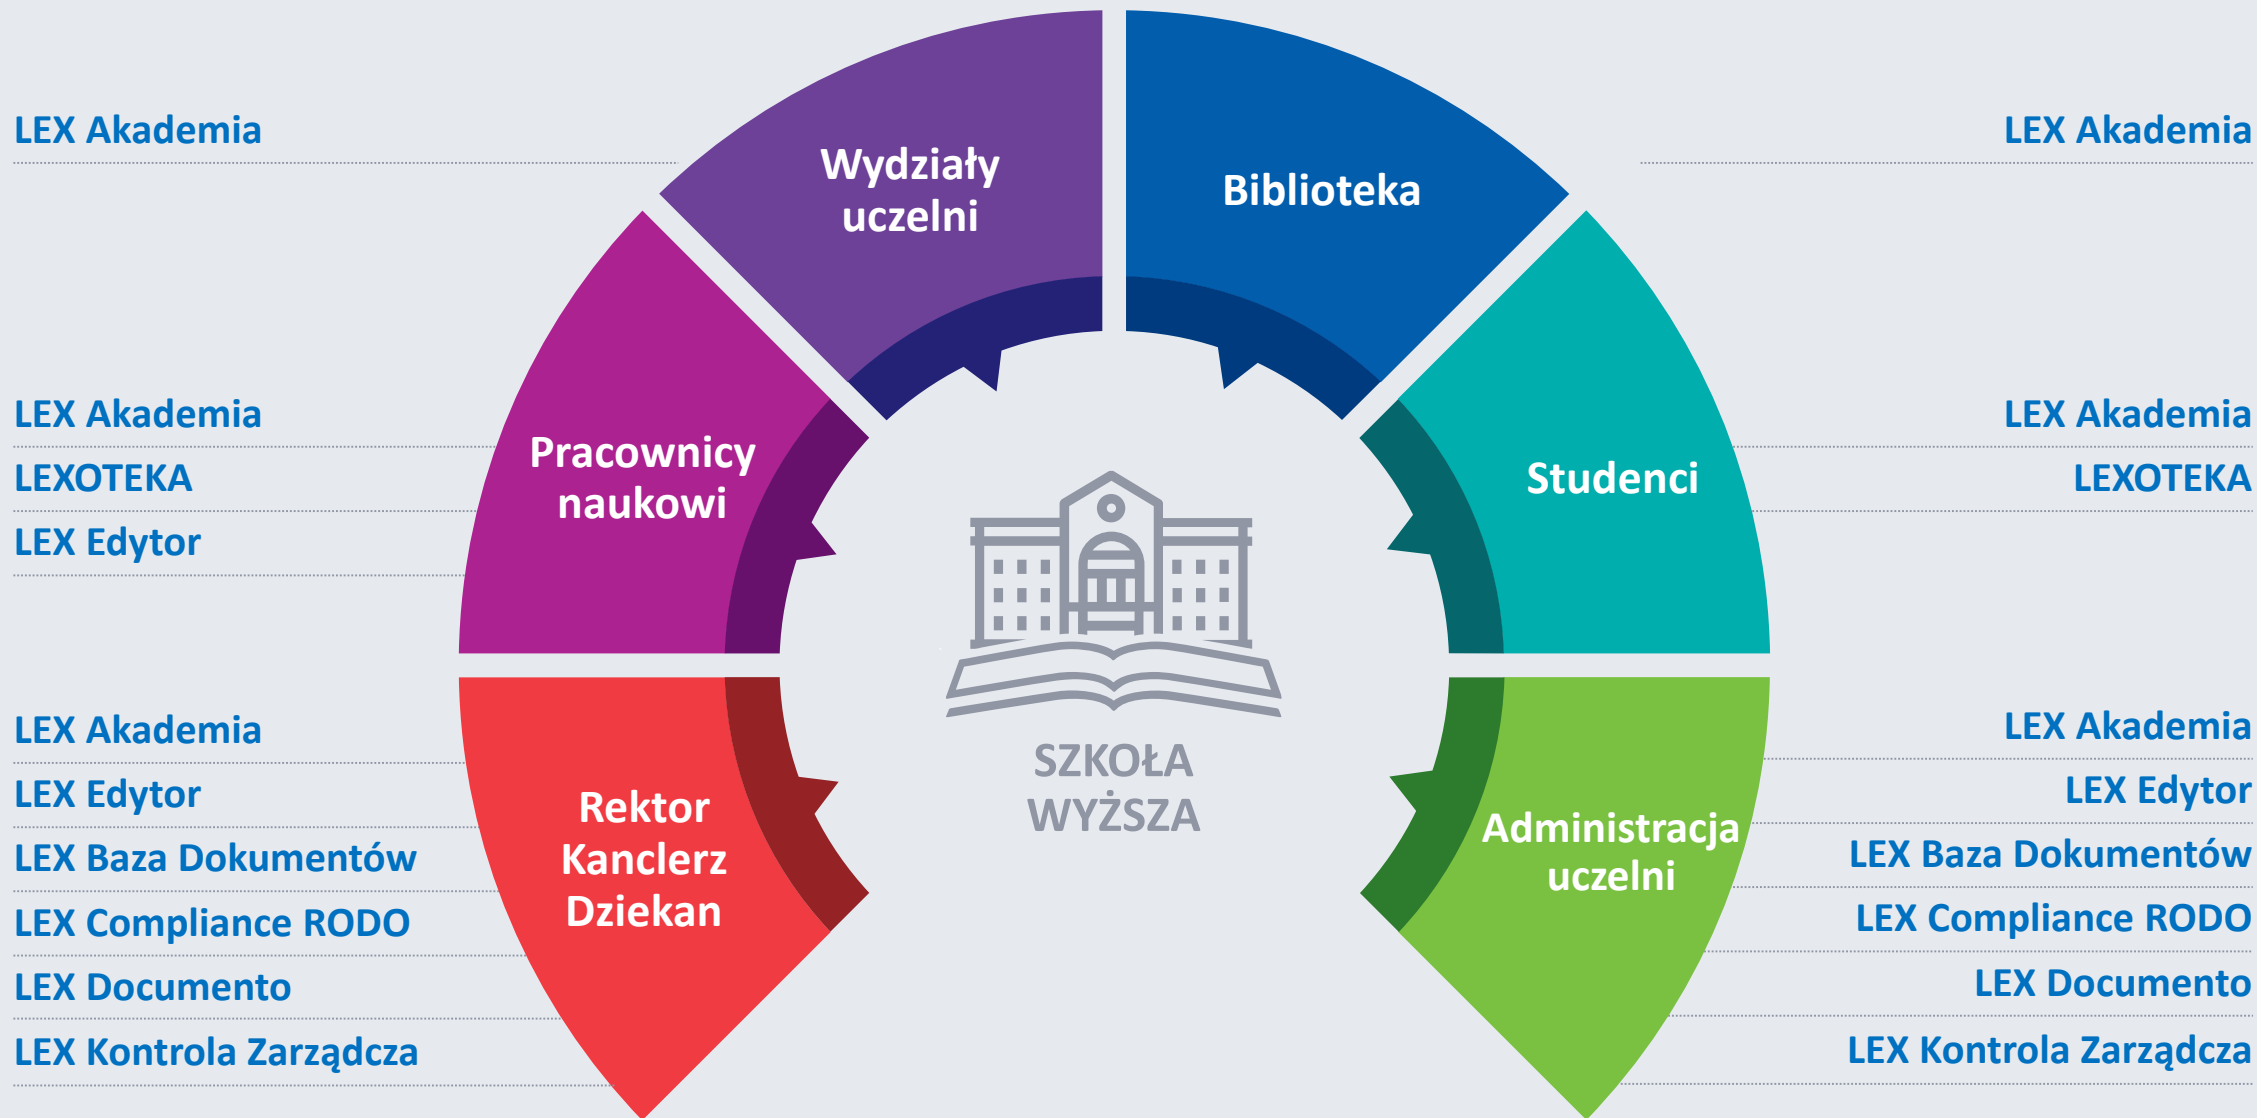 LEX Akademia
Wydziały
uczelni
Biblioteka
LEX Akademia
LEX Akademia
LEXOTEKA
LEX Edytor
Pracownicy
naukowi
Studenci
LEX Akademia
LEXOTEKA
SZKOŁA
WYŻSZA
LEX Akademia
LEX Edytor
LEX Baza Dokumentów
LEX Compliance RODO
LEX Documento
LEX Kontrola Zarządcza
Rektor
Kanclerz
Dziekan
Administracja
uczelni
LEX Akademia
LEX Edytor
LEX Baza Dokumentów
LEX Compliance RODO
LEX Documento
LEX Kontrola Zarządcza